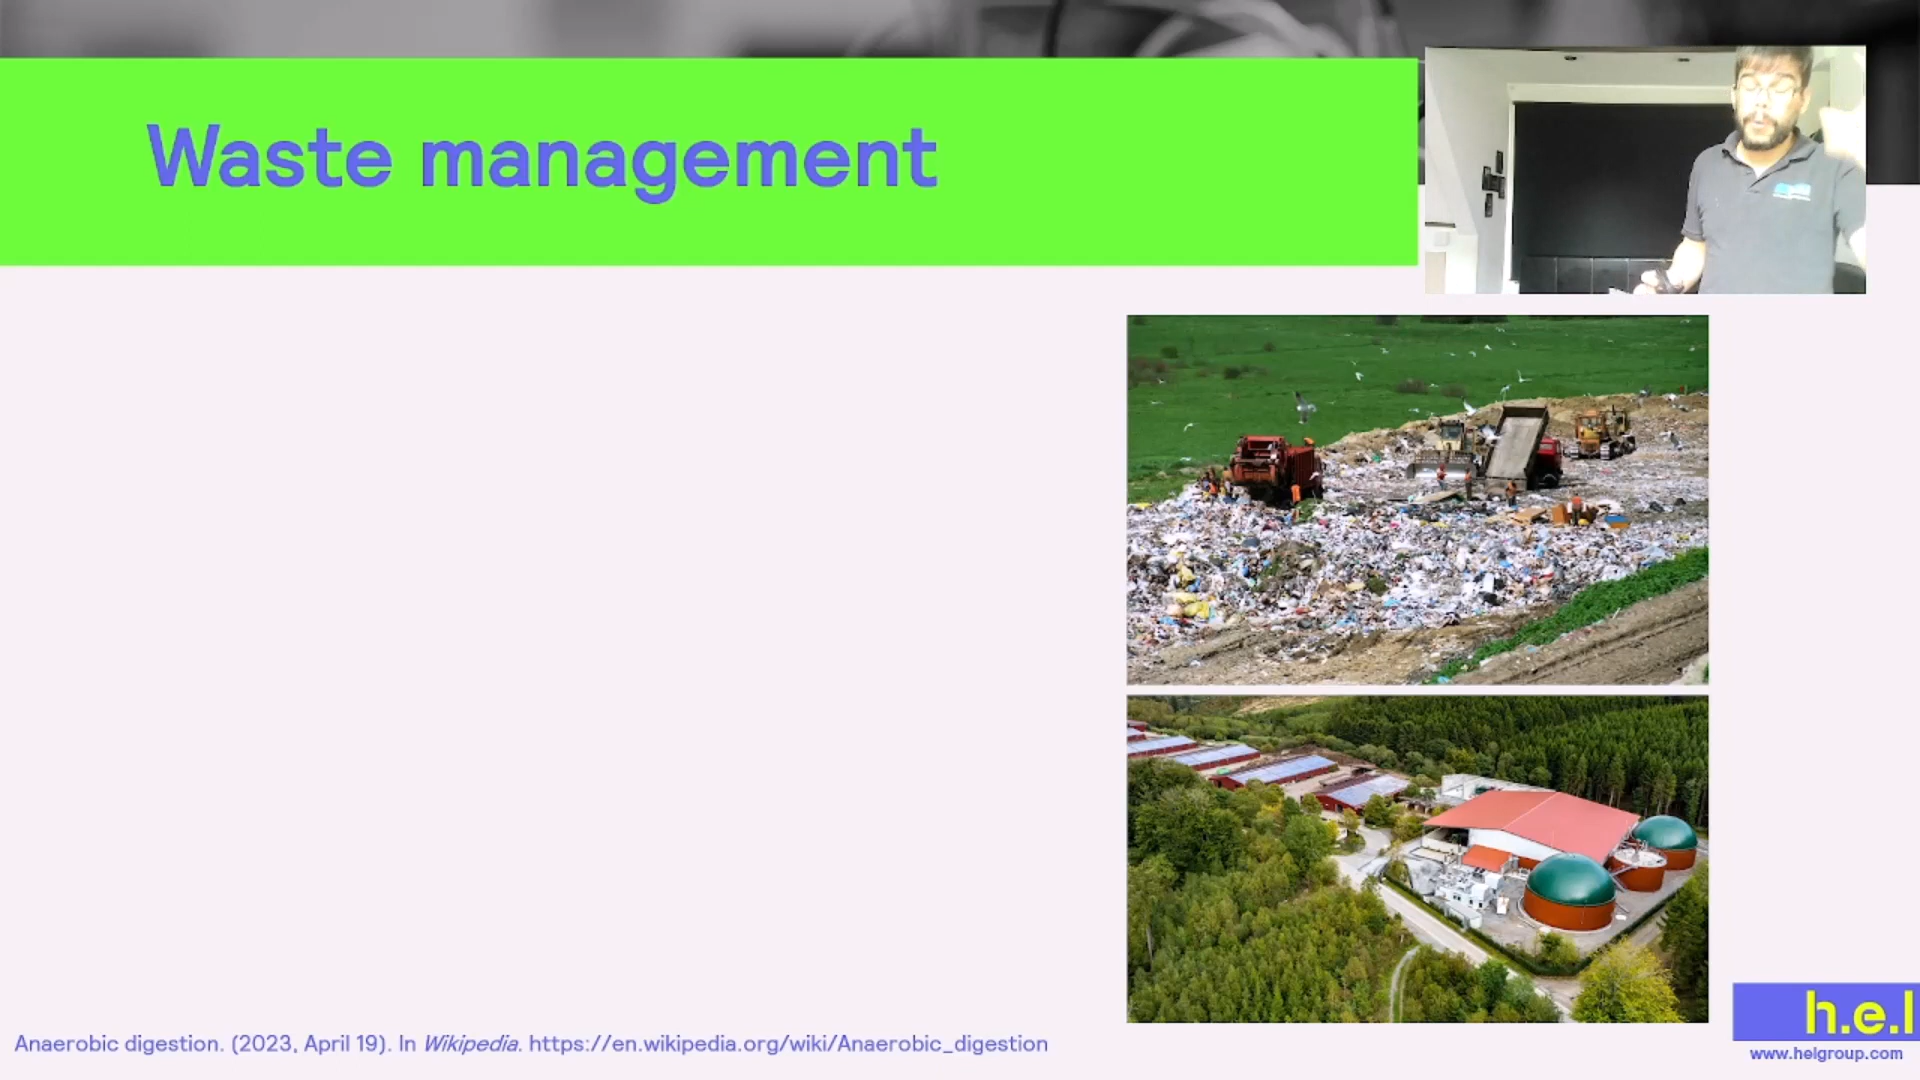 Waste management
Anaerobic digestion. (2023, April 19). In Wikipedia. https://en.wikipedia.org/wiki/Anaerobic_digestion
h.e.l
www.helgroup.com